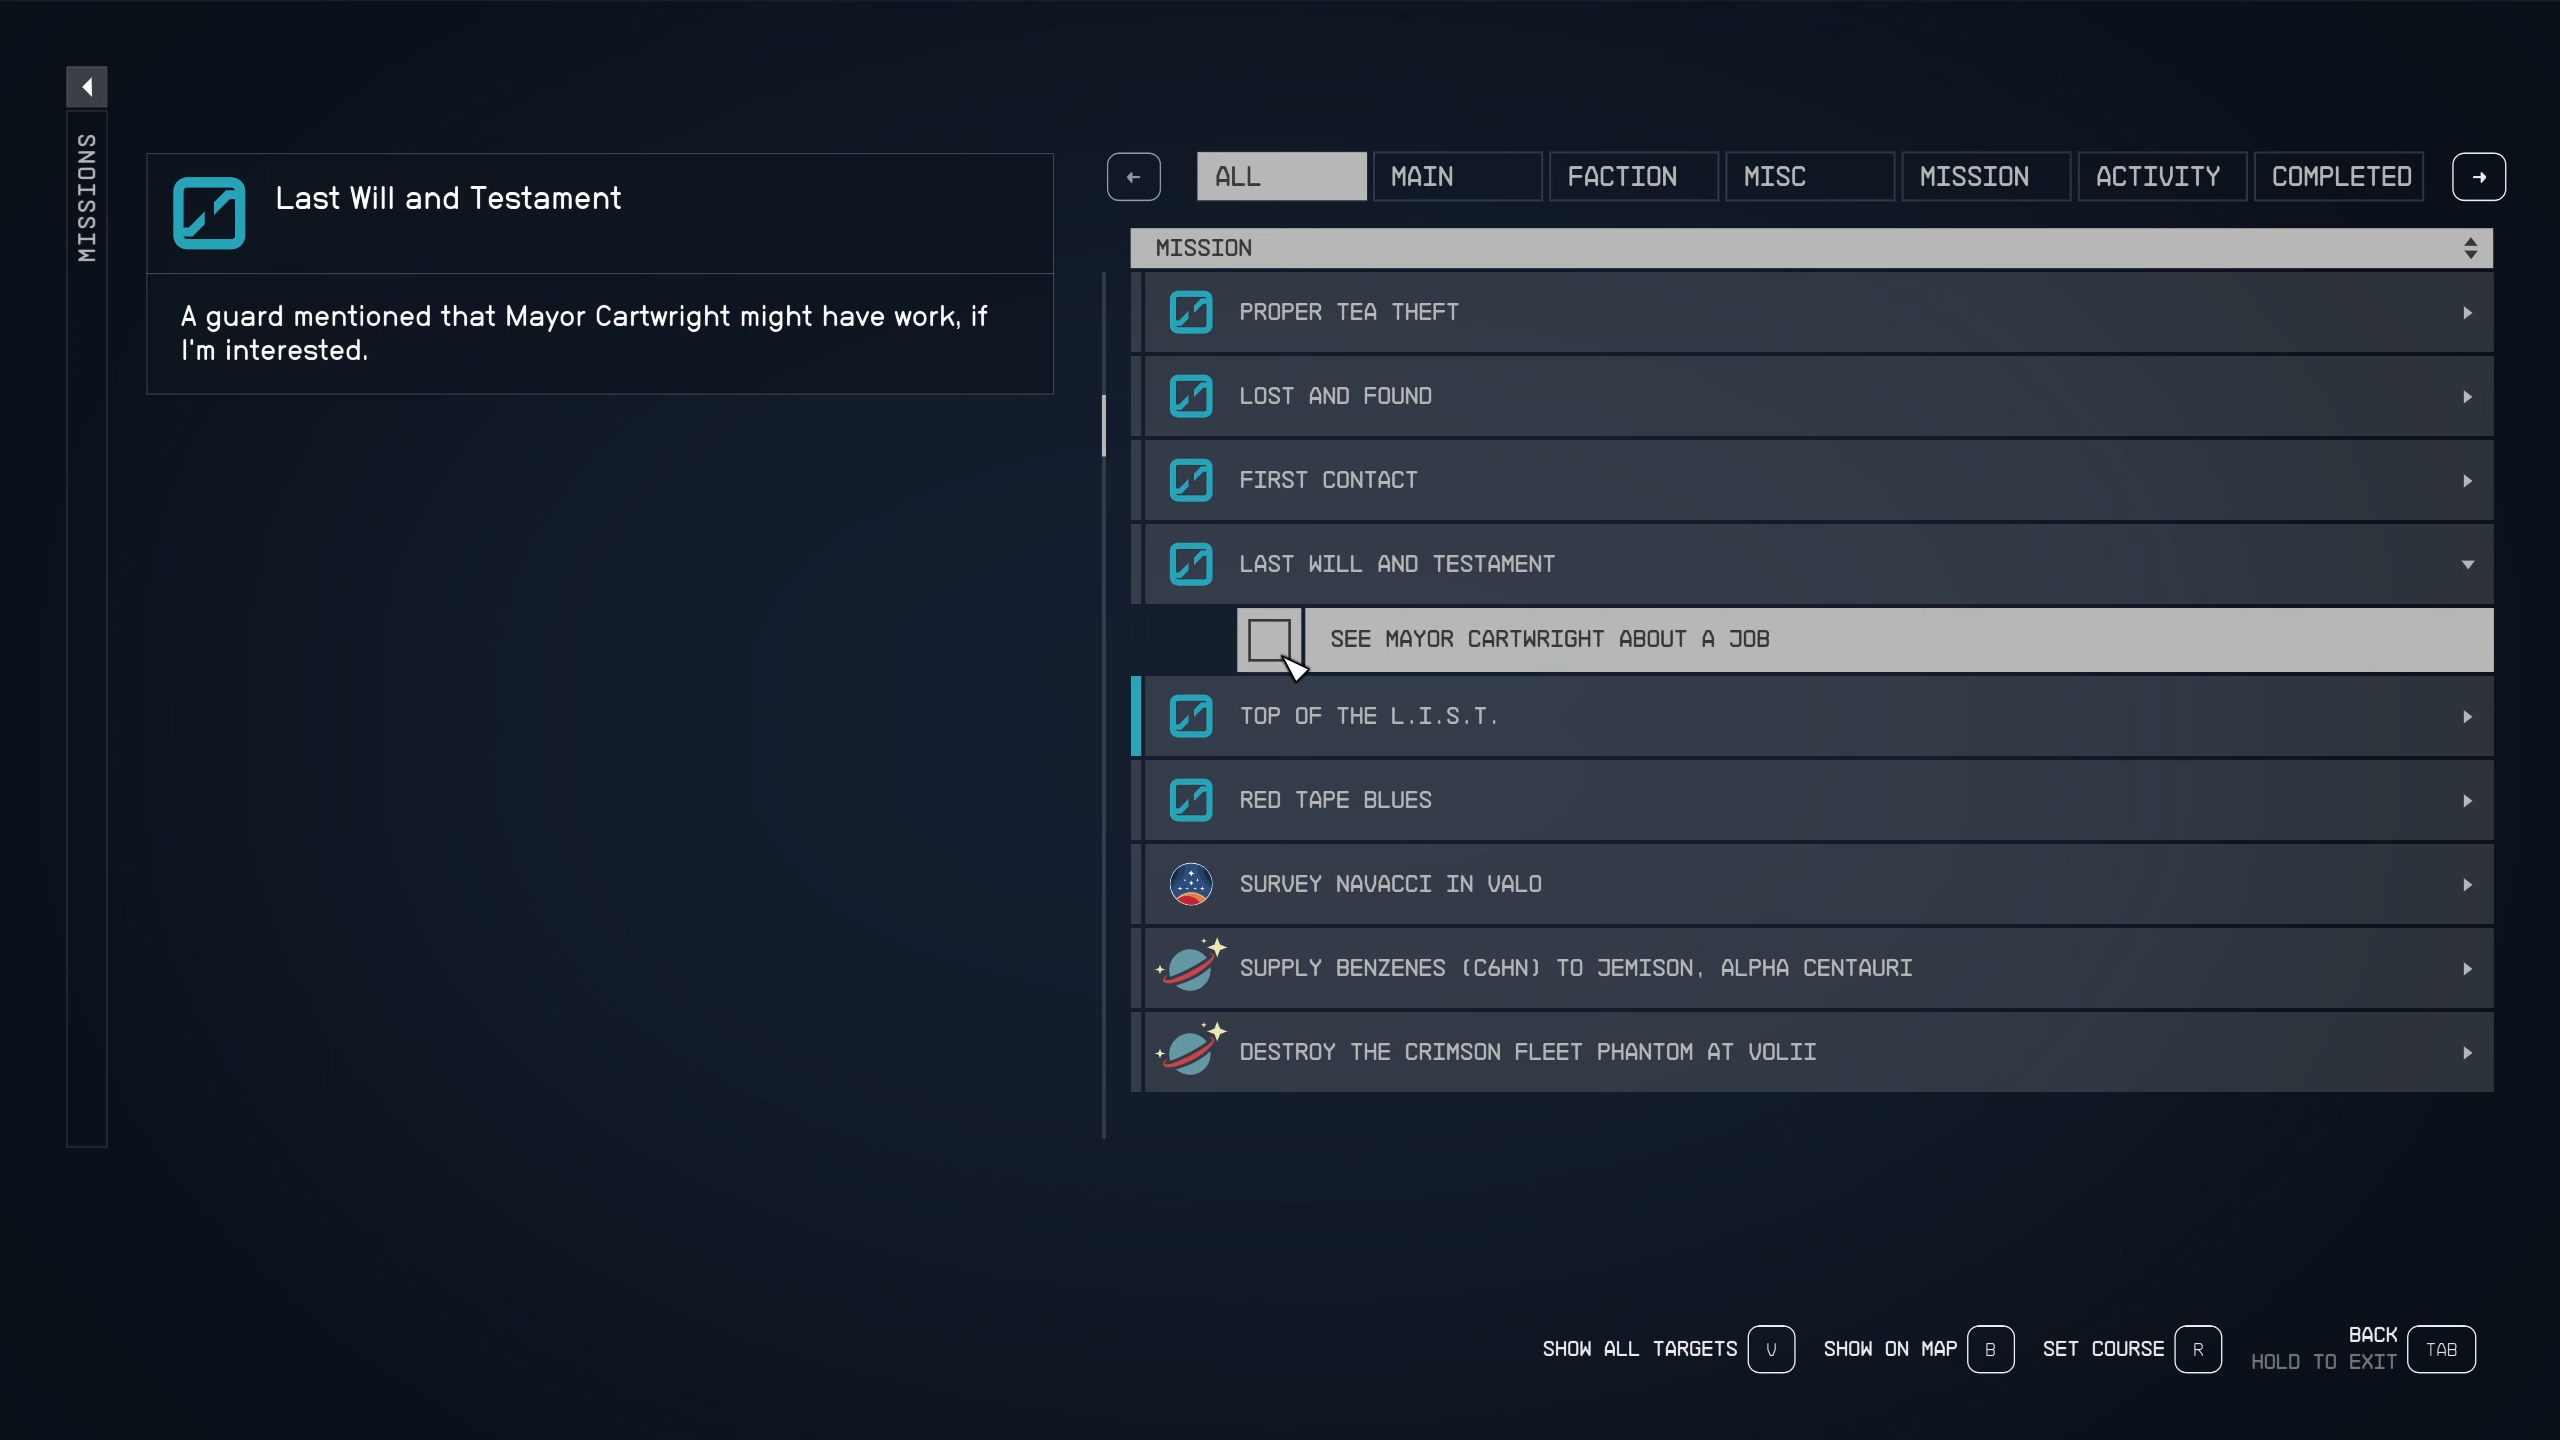 MISSIONS
Last Will and Testament
A guard mentioned that Mayor Cartwright might have work, if
I'm interested.
ALL
MAIN
FACTION
MISC
MISSION
ACTIVITY
COMPLETED
MISSION
PROPER TEA THEFT
LOST AND FOUND
FIRST CONTACT
LAST WILL AND TESTAMENT
SEE MAYOR CARTWRIGHT ABOUT A JOB
TOP OF THE L.I.S.T.
RED TAPE BLUES
SURVEY NAVACCI IN VALO
SUPPLY BENZENES (C6HN) TO JEMISON, ALPHA CENTAURI
DESTROY THE CRIMSON FLEET PHANTOM AT VOLII
SHOW ALL TARGETS V
SHOW ON MAP B
SET COURSE R
BACK
HOLD TO EXIT
TAB